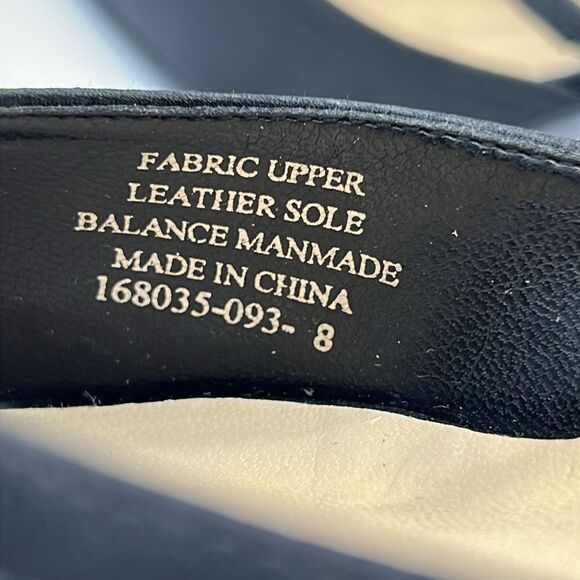 FABRIC UPPER
LEATHER SOLE
BALANCE MANMADE
MADE IN CHINA
168035-093- 8